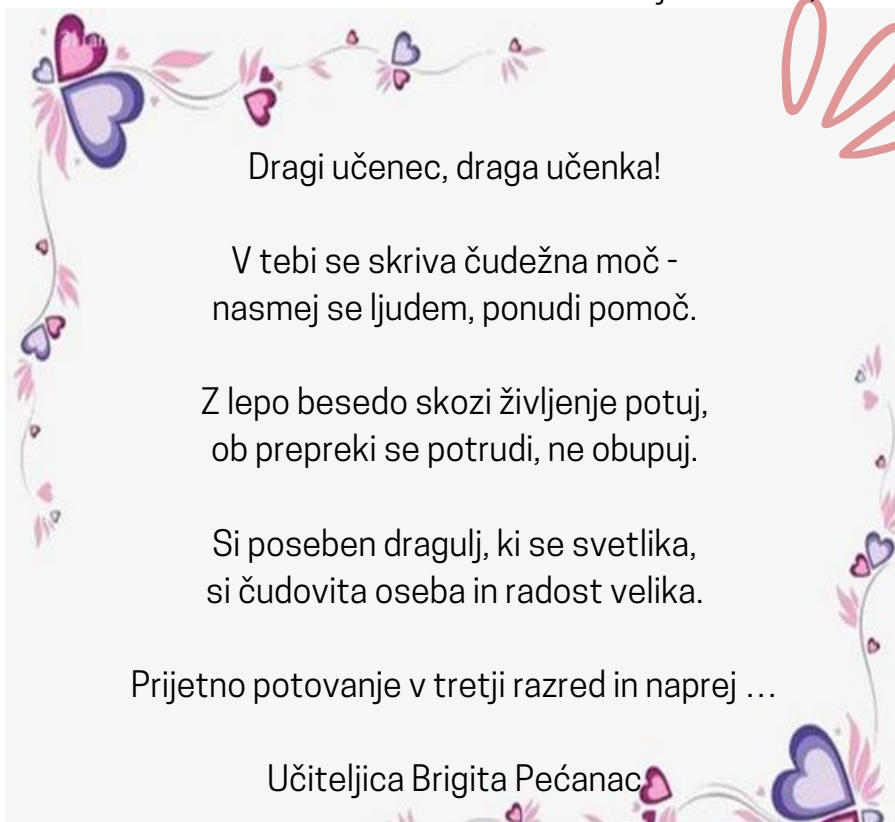 Dragi učenec, draga učenka!
V tebi se skriva čudežna moč -
nasmej se ljudem, ponudi pomoč.
Z lepo besedo skozi življenje potuj,
ob prepreki se potrudi, ne obupuj.
Si poseben dragulj, ki se svetlika,
si čudovita oseba in radost velika.
Prijetno potovanje v tretji razred in naprej ...
Učiteljica Brigita Pećanac